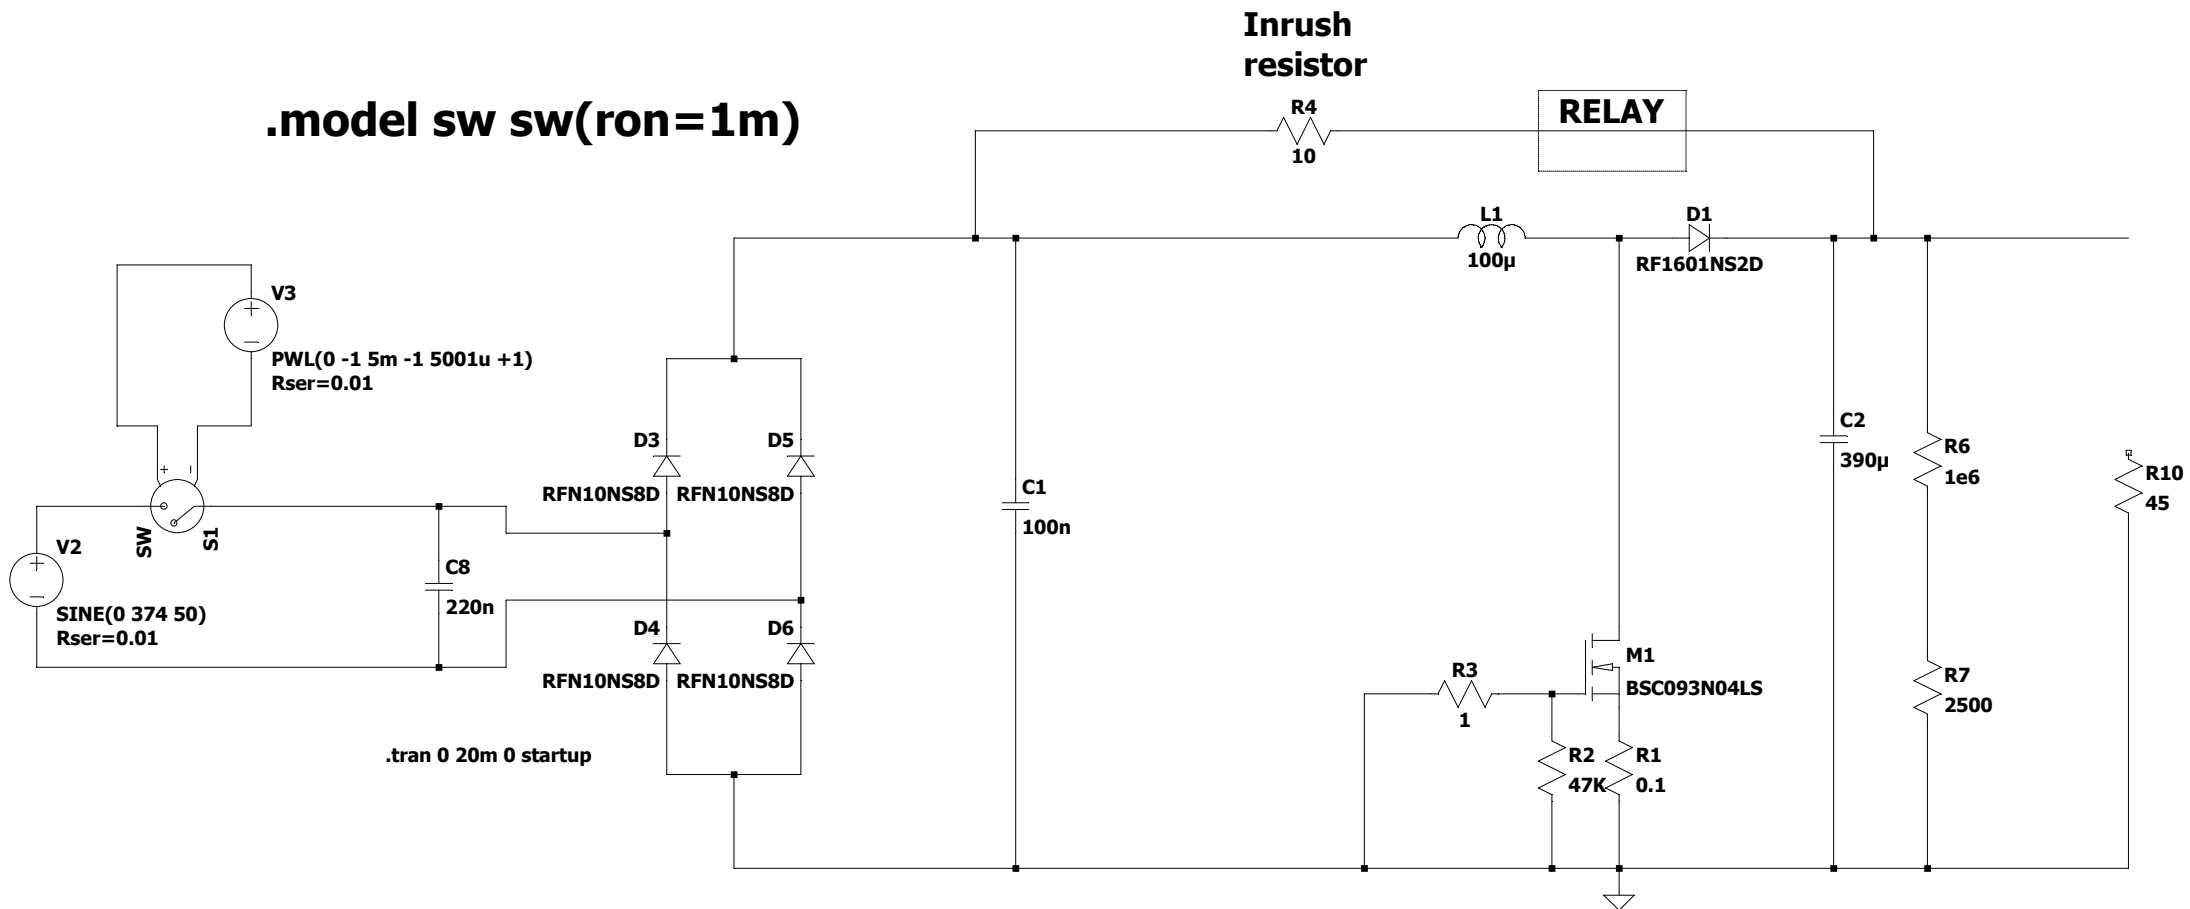 Inrush
resistor
.model sw sw(ron=1m)
R4
10
RELAY
L1
100µ
D1
RF1601NS2D
V3
PWL(0 -1 5m -1 5001u +1)
Rser=0.01
SW
S1
V2
SINE(0 374 50)
Rser=0.01
C8
220n
D3
RFN10NS8D
D5
RFN10NS8D
D4
RFN10NS8D
D6
RFN10NS8D
.tran 0 20m 0 startup
C1
100n
R3
1
M1
BSC093N04LS
R2
47K
R1
0.1
C2
390µ
R6
1e6
R7
2500
R10
45